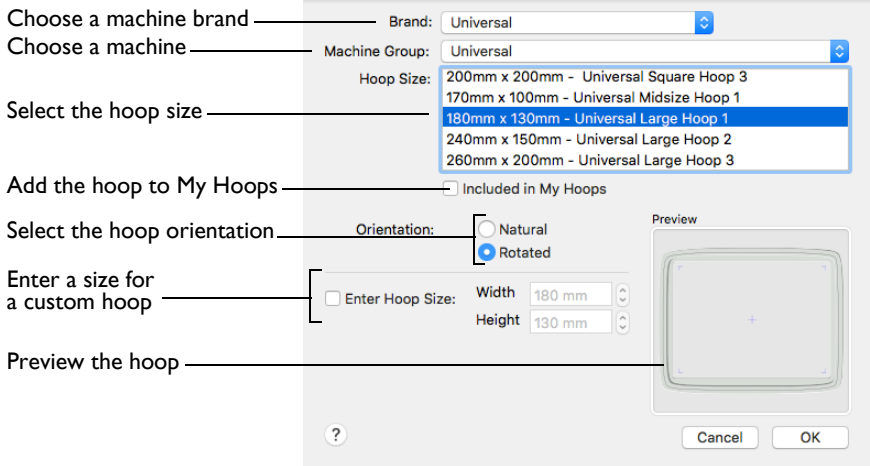 Choose a machine brand
Brand: Universal
Choose a machine
Machine Group: Universal
Hoop Size:
200mm x 200mm - Universal Square Hoop 3
170mm x 100mm - Universal Midsize Hoop 1
Select the hoop size
180mm x 130mm - Universal Large Hoop 1
240mm x 150mm - Universal Large Hoop 2
260mm x 200mm - Universal Large Hoop 3
Add the hoop to My Hoops
Included in My Hoops
Select the hoop orientation
Orientation:
Natural
Rotated
Preview
Enter a size for
a custom hoop
Enter Hoop Size:
Width 180 mm
Height 130 mm
Preview the hoop
?
Cancel
OK